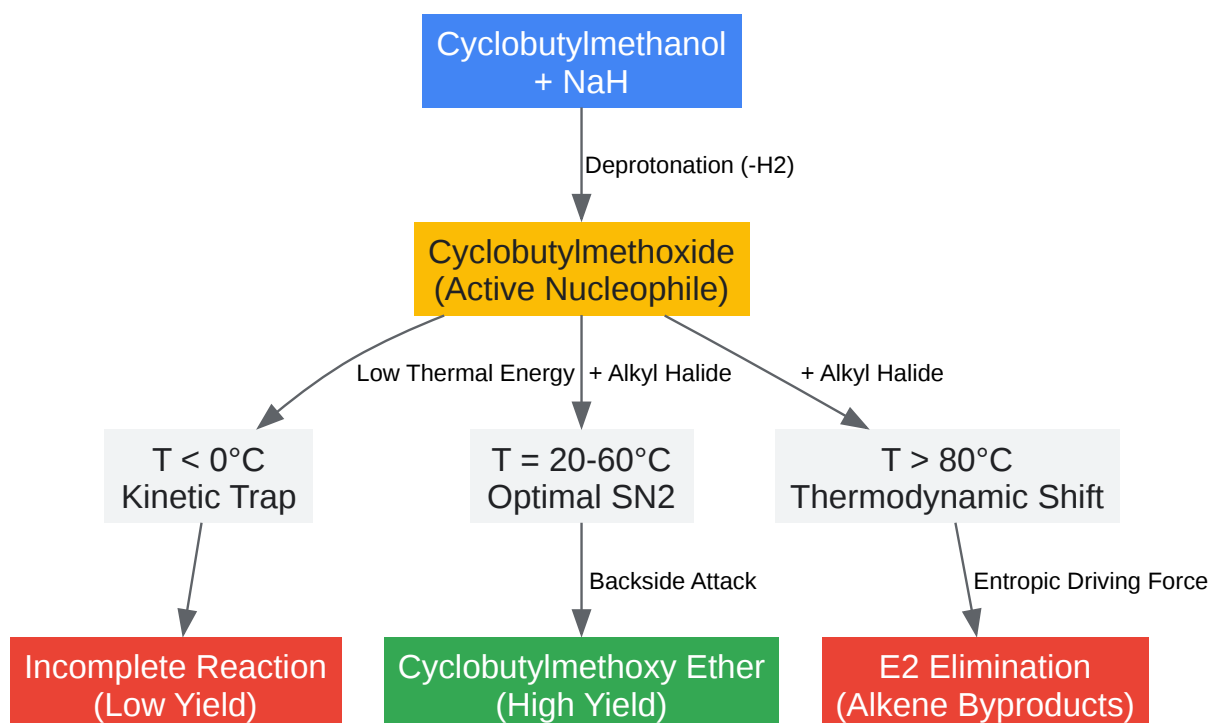 Cyclobutylmethanol
+ NaH
Deprotonation (-H2)
Cyclobutylmethoxide
(Active Nucleophile)
Low Thermal Energy
+ Alkyl Halide
+ Alkyl Halide
T < 0°C
Kinetic Trap
T = 20-60°C
Optimal SN2
T > 80°C
Thermodynamic Shift
Backside Attack
Entropic Driving Force
Incomplete Reaction
(Low Yield)
Cyclobutylmethoxy Ether
(High Yield)
E2 Elimination
(Alkene Byproducts)